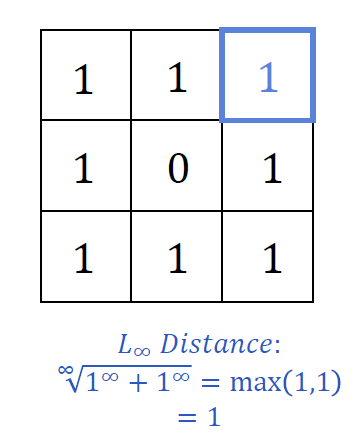 1 1 1
1 0 1
1 1 1
L∞ Distance:
∞√1^∞ + 1^∞ = max(1,1)
= 1